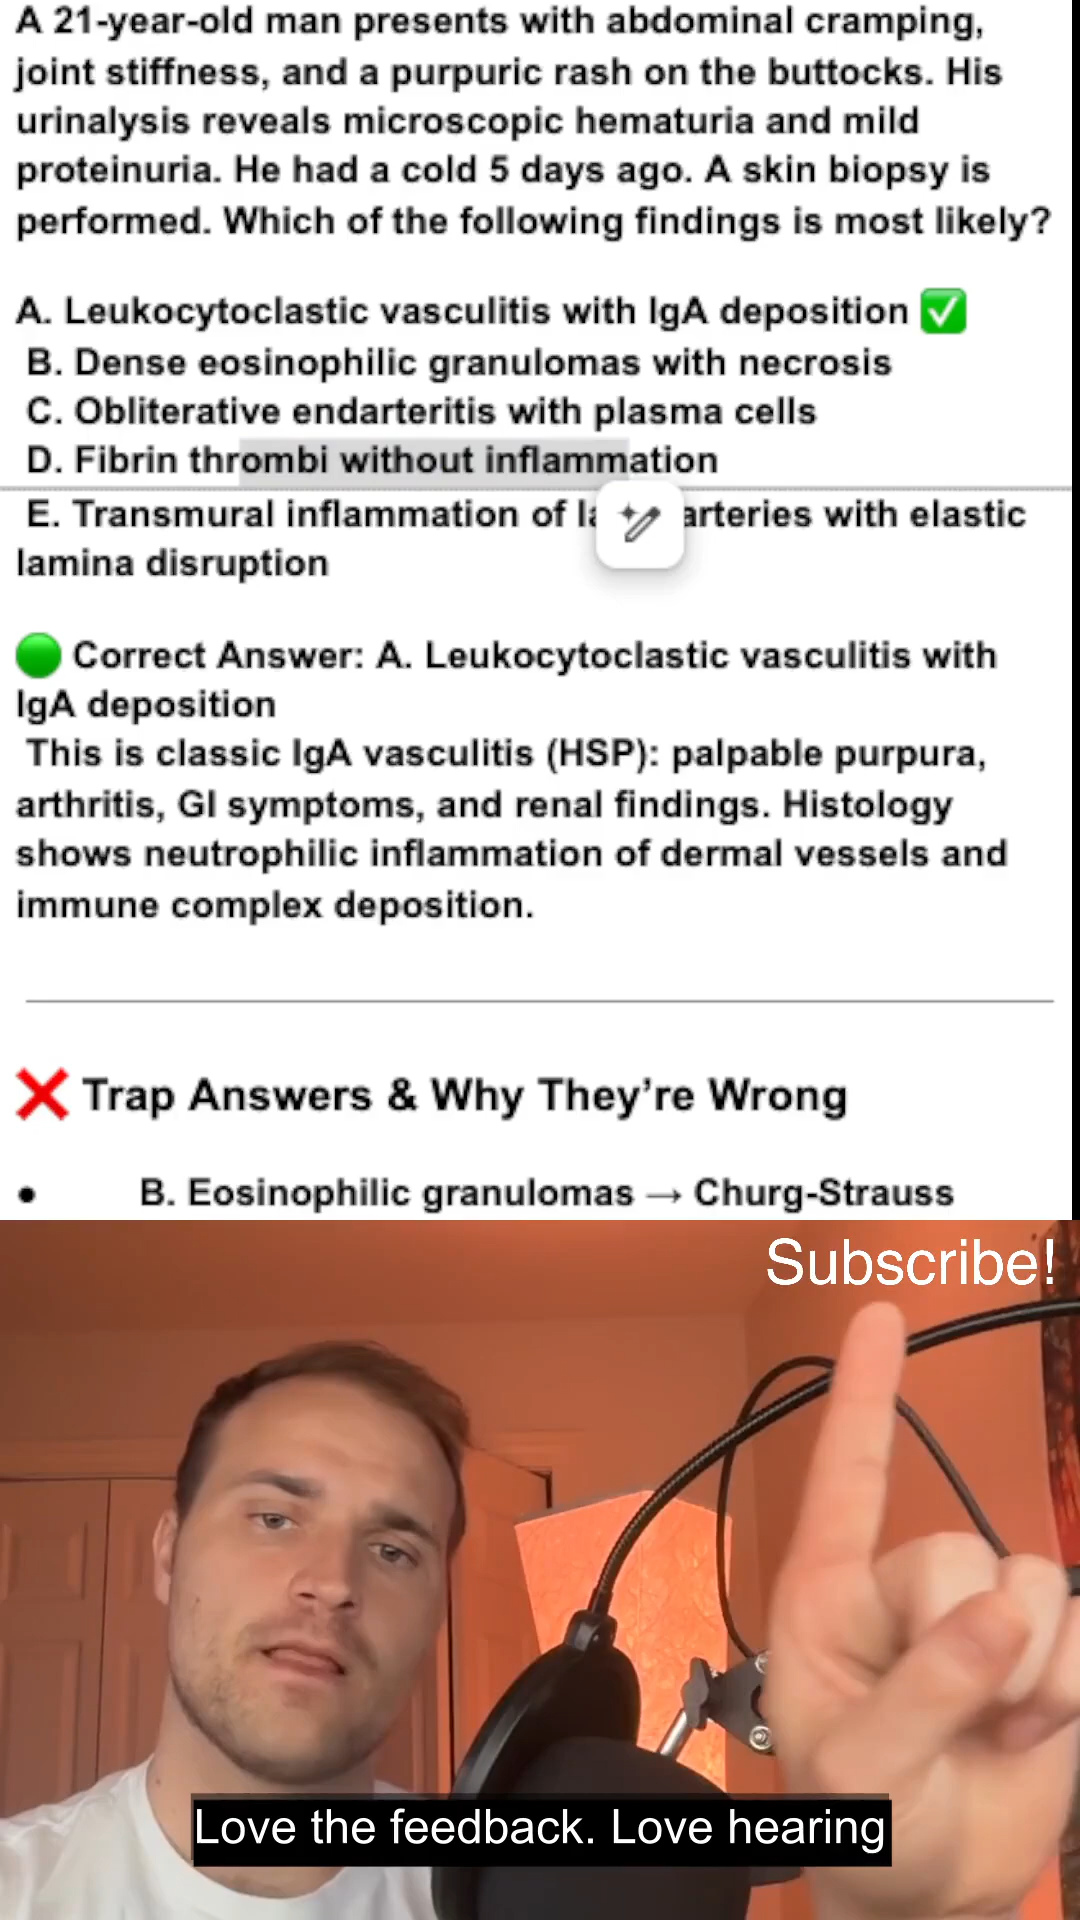 A 21-year-old man presents with abdominal cramping,
joint stiffness, and a purpuric rash on the buttocks. His
urinalysis reveals microscopic hematuria and mild
proteinuria. He had a cold 5 days ago. A skin biopsy is
performed. Which of the following findings is most likely?
A. Leukocytoclastic vasculitis with IgA deposition ✅
B. Dense eosinophilic granulomas with necrosis
C. Obliterative endarteritis with plasma cells
D. Fibrin thrombi without inflammation
E. Transmural inflammation of arteries with elastic
lamina disruption
🟢 Correct Answer: A. Leukocytoclastic vasculitis with
IgA deposition
This is classic IgA vasculitis (HSP): palpable purpura,
arthritis, GI symptoms, and renal findings. Histology
shows neutrophilic inflammation of dermal vessels and
immune complex deposition.
❌ Trap Answers & Why They’re Wrong
● B. Eosinophilic granulomas → Churg-Strauss
Subscribe!
Love the feedback. Love hearing